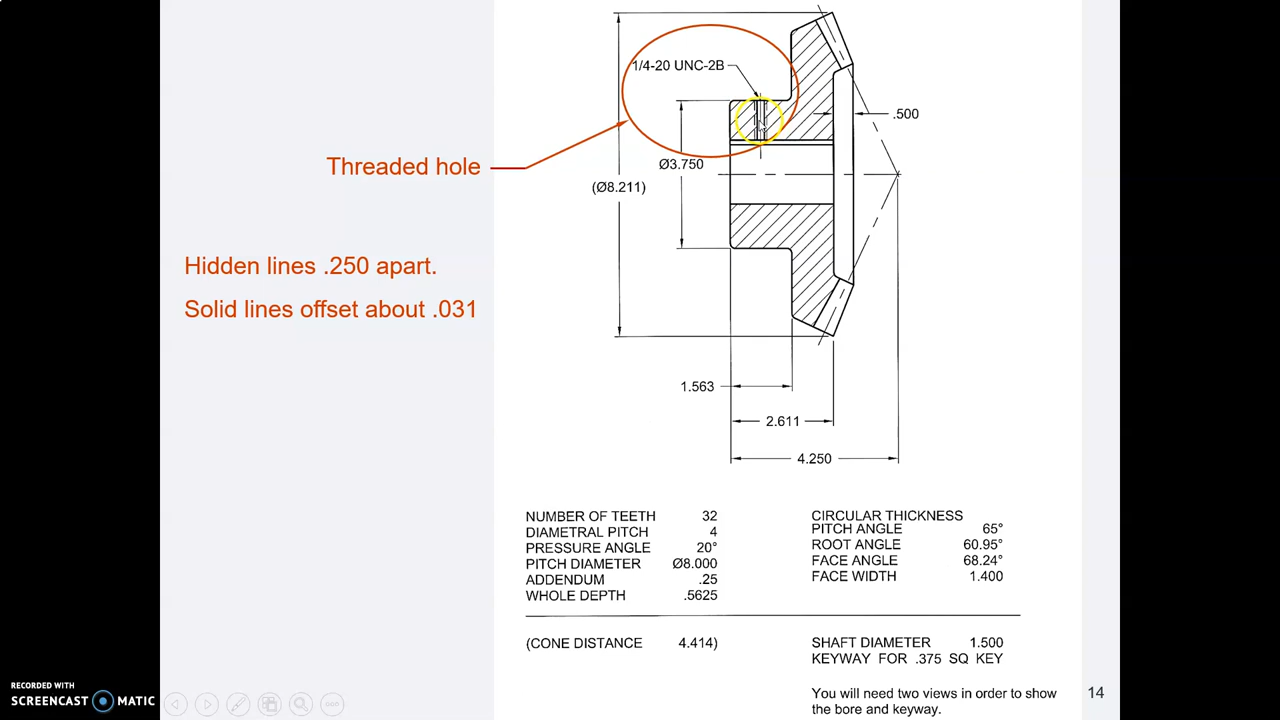 1/4-20 UNC-2B
.500
Threaded hole
Ø3.750
(Ø8.211)
Hidden lines .250 apart.
Solid lines offset about .031
1.563
2.611
4.250
NUMBER OF TEETH 32
DIAMETRAL PITCH 4
PRESSURE ANGLE 20°
PITCH DIAMETER Ø8.000
ADDENDUM .25
WHOLE DEPTH .5625
CIRCULAR THICKNESS
PITCH ANGLE 65°
ROOT ANGLE 60.95°
FACE ANGLE 68.24°
FACE WIDTH 1.400
(CONE DISTANCE 4.414)
SHAFT DIAMETER 1.500
KEYWAY FOR .375 SQ KEY
You will need two views in order to show
the bore and keyway.
14
RECORDED WITH
SCREENCAST MATIC